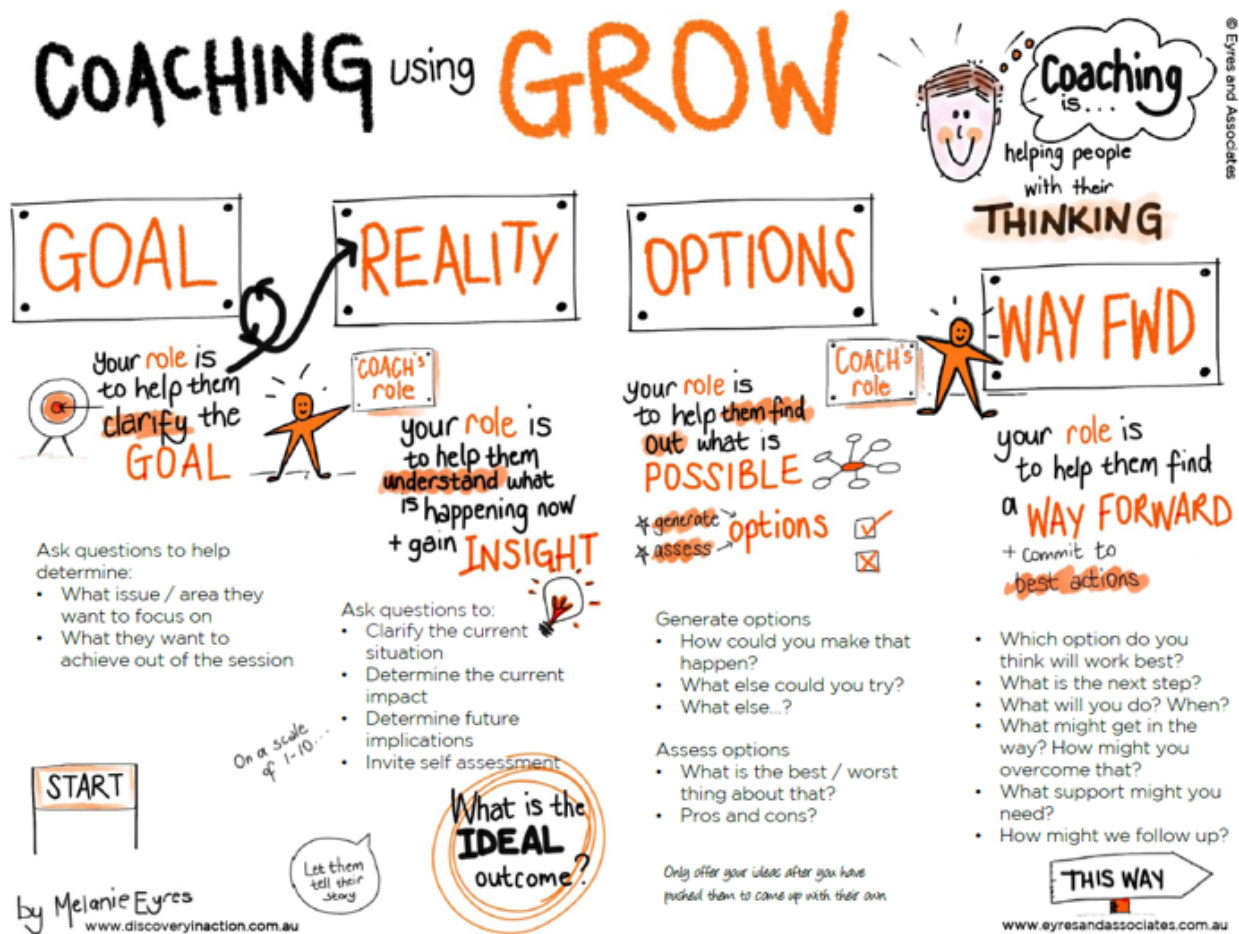 COACHING using GROW
Coaching
is...
helping people
with their
THINKING
© Eyres and Associates
GOAL
your role is
to help them
clarify the
GOAL
Ask questions to help
determine:
• What issue / area they
want to focus on
• What they want to
achieve out of the session
START
by Melanie Eyres
www.discoveryinaction.com.au
REALITY
COACH's
role
your role is
to help them
understand what
is happening now
+ gain INSIGHT
Ask questions to:
• Clarify the current
situation
• Determine the current
impact
• Determine future
implications
• Invite self assessment
On a scale
of 1-10...
Let them
tell their
story
What is the
IDEAL
outcome?
OPTIONS
your role is
to help them find
out what is
POSSIBLE
generate
assess
options
Generate options
• How could you make that
happen?
• What else could you try?
• What else...?
Assess options
• What is the best / worst
thing about that?
• Pros and cons?
Only offer your ideas after you have
pushed them to come up with their own
COACH's
role
WAY FWD
your role is
to help them find
a WAY FORWARD
+ commit to
best actions
• Which option do you
think will work best?
• What is the next step?
• What will you do? When?
• What might get in the
way? How might you
overcome that?
• What support might you
need?
• How might we follow up?
THIS WAY
www.eyresandassociates.com.au